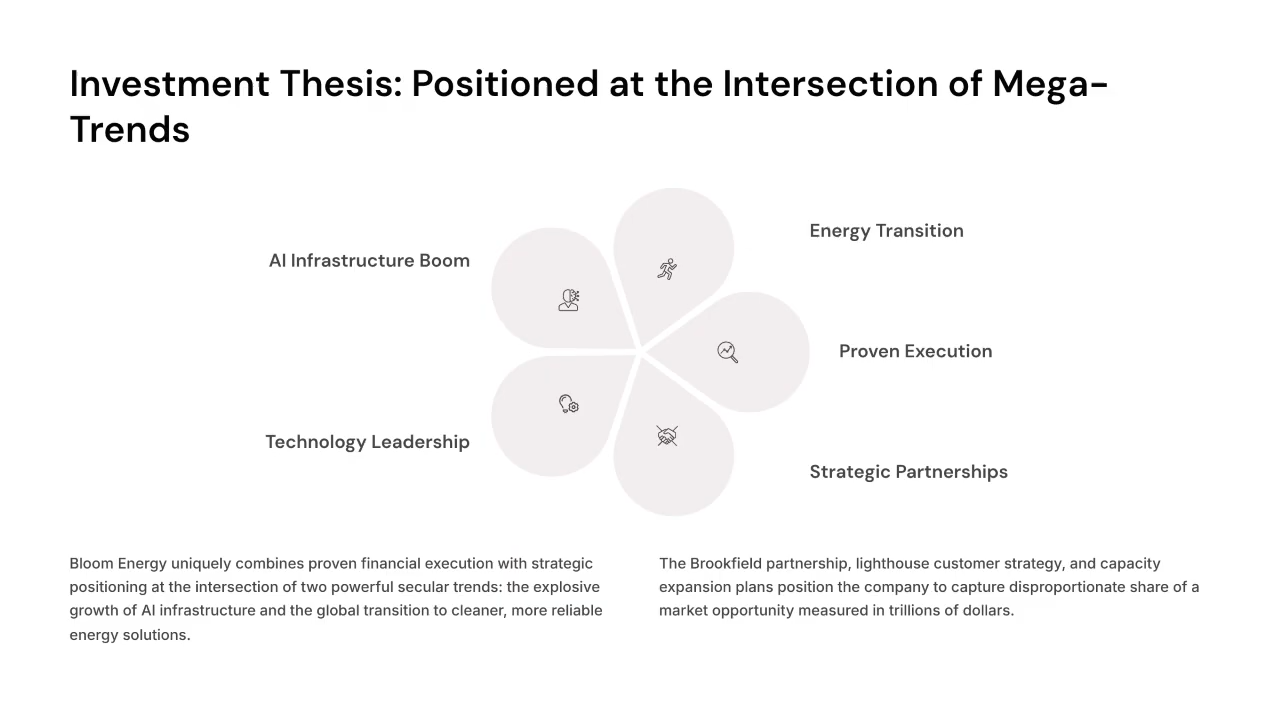 Investment Thesis: Positioned at the Intersection of Mega-
Trends
Energy Transition
AI Infrastructure Boom
Proven Execution
Technology Leadership
Strategic Partnerships
Bloom Energy uniquely combines proven financial execution with strategic
positioning at the intersection of two powerful secular trends: the explosive
growth of AI infrastructure and the global transition to cleaner, more reliable
energy solutions.
The Brookfield partnership, lighthouse customer strategy, and capacity
expansion plans position the company to capture disproportionate share of a
market opportunity measured in trillions of dollars.